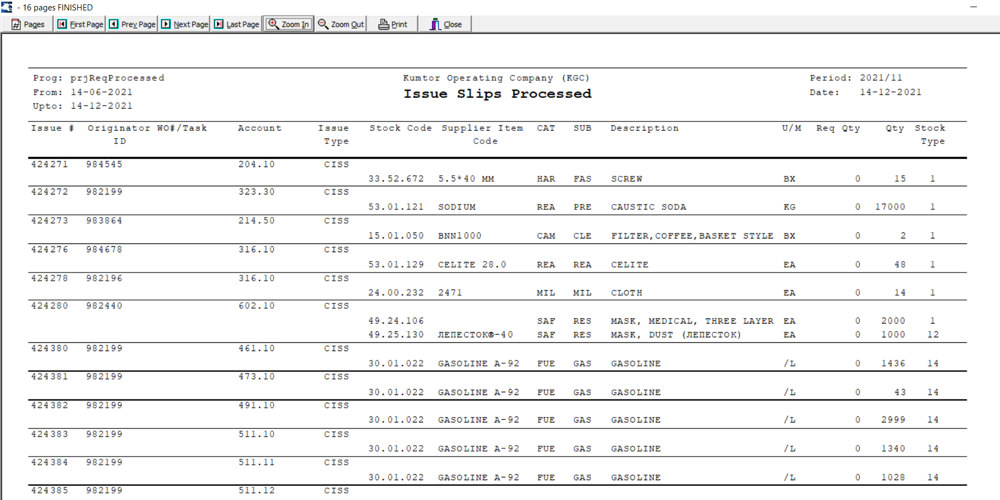 - 16 pages FINISHED
Pages First Page Prev Page Next Page Last Page Zoom In Zoom Out Print Close
Prog: prjReqProcessed Kumtor Operating Company (KGC) Period: 2021/11
From: 14-06-2021 Issue Slips Processed Date: 14-12-2021
Upto: 14-12-2021
Issue # Originator WO#/Task Account Issue Stock Code Supplier Item CAT SUB Description U/M Req Qty Qty Stock
ID Type Code Type
424271 984545 204.10 CISS
33.52.672 5.5*40 MM HAR FAS SCREW BX 0 15 1
424272 982199 323.30 CISS
53.01.121 SODIUM REA PRE CAUSTIC SODA KG 0 17000 1
424273 983864 214.50 CISS
15.01.050 BNN1000 CAM CLE FILTER,COFFEE,BASKET STYLE BX 0 2 1
424276 984678 316.10 CISS
53.01.129 CELITE 28.0 REA REA CELITE EA 0 48 1
424278 982196 316.10 CISS
24.00.232 2471 MIL MIL CLOTH EA 0 14 1
424280 982440 602.10 CISS
49.24.106 SAF RES MASK, MEDICAL, THREE LAYER EA 0 2000 1
49.25.130 ЛЕПЕСТОК®-40 SAF RES MASK, DUST (ЛЕПЕСТОК) EA 0 1000 12
424380 982199 461.10 CISS
30.01.022 GASOLINE A-92 FUE GAS GASOLINE /L 0 1436 14
424381 982199 473.10 CISS
30.01.022 GASOLINE A-92 FUE GAS GASOLINE /L 0 43 14
424382 982199 491.10 CISS
30.01.022 GASOLINE A-92 FUE GAS GASOLINE /L 0 2999 14
424383 982199 511.10 CISS
30.01.022 GASOLINE A-92 FUE GAS GASOLINE /L 0 1340 14
424384 982199 511.11 CISS
30.01.022 GASOLINE A-92 FUE GAS GASOLINE /L 0 1028 14
424385 982199 511.12 CISS